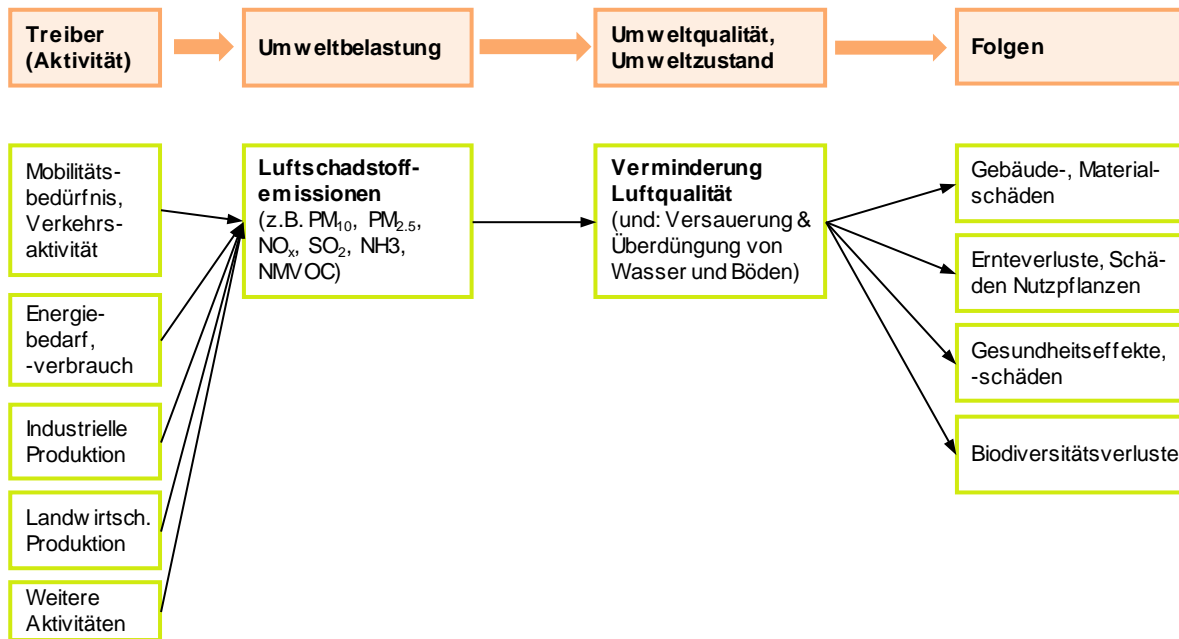 Treiber
(Aktivität)
Umweltbelastung
Umweltqualität,
Umweltzustand
Folgen
Mobilitäts-
bedürfnis,
Verkehrs-
aktivität
Energie-
bedarf,
-verbrauch
Industrielle
Produktion
Landwirtsch.
Produktion
Weitere
Aktivitäten
Luftschadstoff-
emissionen
(z.B. PM₁₀, PM₂.₅,
NOₓ, SO₂, NH3,
NMVOC)
Verminderung
Luftqualität
(und: Versauerung &
Überdüngung von
Wasser und Böden)
Gebäude-, Material-
schäden
Ernteverluste, Schä-
den Nutzpflanzen
Gesundheitseffekte,
-schäden
Biodiversitätsverluste